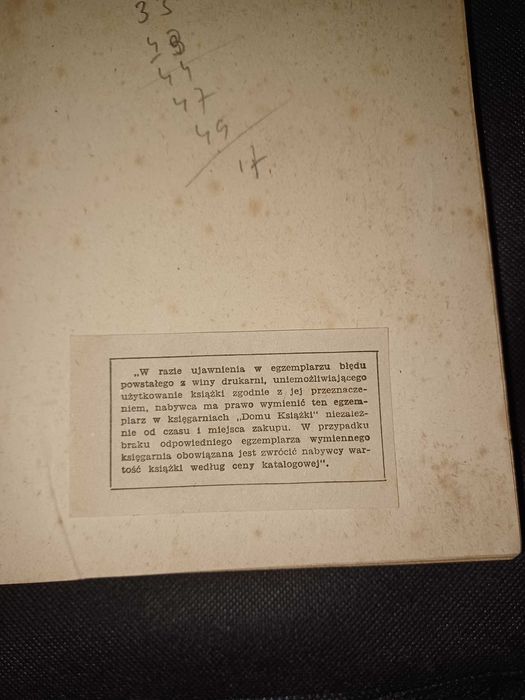 33
43
44
47
49
17.
„W razie ujawnienia w egzemplarzu błędu
powstałego z winy drukarni, uniemożliwiającego
użytkowanie książki zgodnie z jej przeznacze-
niem, nabywca ma prawo wymienić ten egzem-
plarz w księgarniach „Domu Książki" niezależ-
nie od czasu i miejsca zakupu. W przypadku
braku odpowiedniego egzemplarza wymiennego
księgarnia obowiązana jest zwrócić nabywcy war-
tość książki według ceny katalogowej".